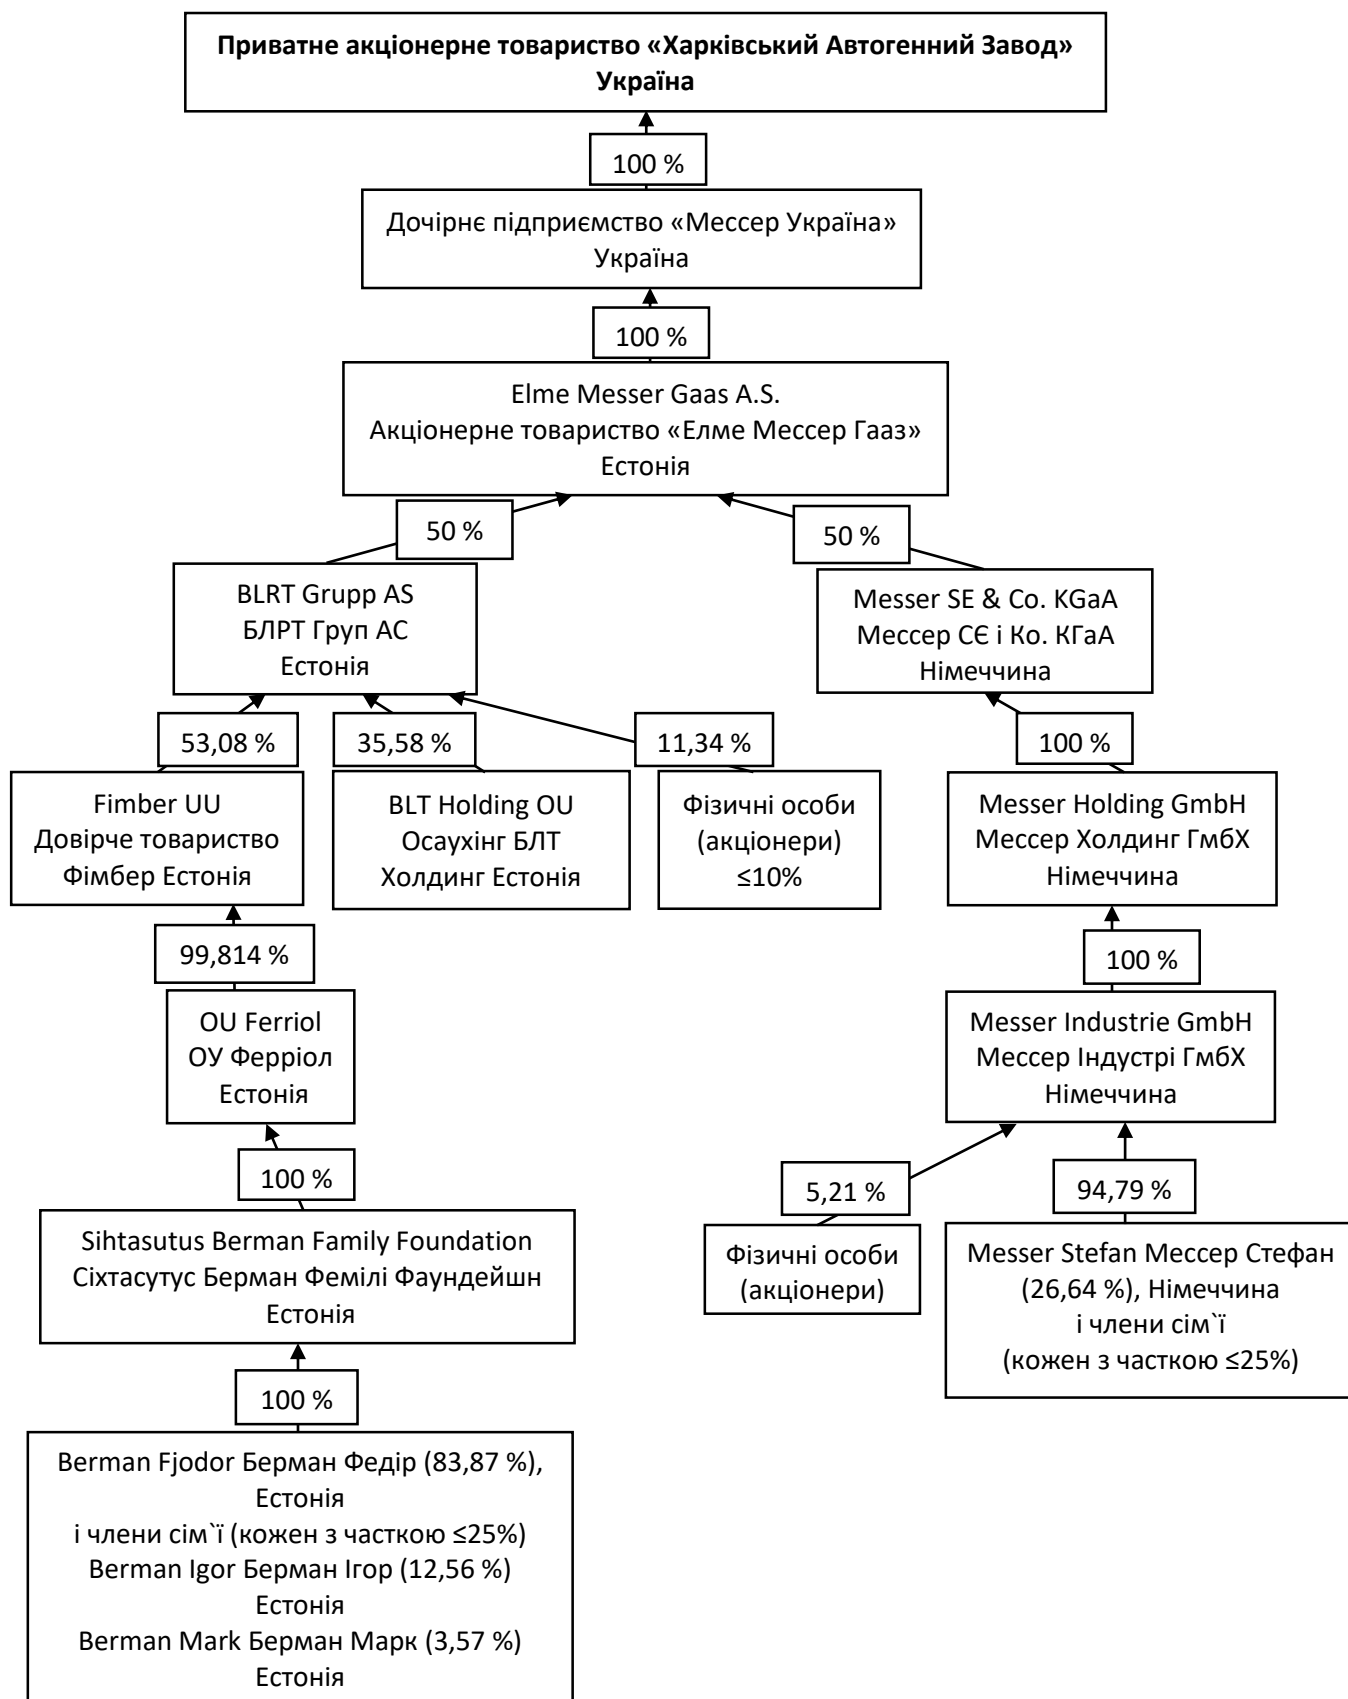 Приватне акціонерне товариство «Харківський Автогенний Завод»
Україна
100 %
Дочірнє підприємство «Мессер Україна»
Україна
100 %
Elme Messer Gaas A.S.
Акціонерне товариство «Елме Мессер Гааз»
Естонія
50 %
50 %
BLRT Grupp AS
БЛРТ Груп АС
Естонія
Messer SE & Co. KGaA
Мессер СЄ і Ко. КГаА
Німеччина
53,08 %
35,58 %
11,34 %
100 %
Fimber UU
Довірче товариство
Фімбер Естонія
BLT Holding OU
Осаухінг БЛТ
Холдинг Естонія
Фізичні особи
(акціонери)
≤10%
Messer Holding GmbH
Мессер Холдинг ГмбХ
Німеччина
99,814 %
100 %
OU Ferriol
ОУ Ферріол
Естонія
Messer Industrie GmbH
Мессер Індустрі ГмбХ
Німеччина
100 %
5,21 %
94,79 %
Sihtasutus Berman Family Foundation
Сіхтасутус Берман Фемілі Фаундейшн
Естонія
Фізичні особи
(акціонери)
Messer Stefan Мессер Стефан
(26,64 %), Німеччина
і члени сім`ї
(кожен з часткою ≤25%)
100 %
Berman Fjodor Берман Федір (83,87 %),
Естонія
і члени сім`ї (кожен з часткою ≤25%)
Berman Igor Берман Ігор (12,56 %)
Естонія
Berman Mark Берман Марк (3,57 %)
Естонія